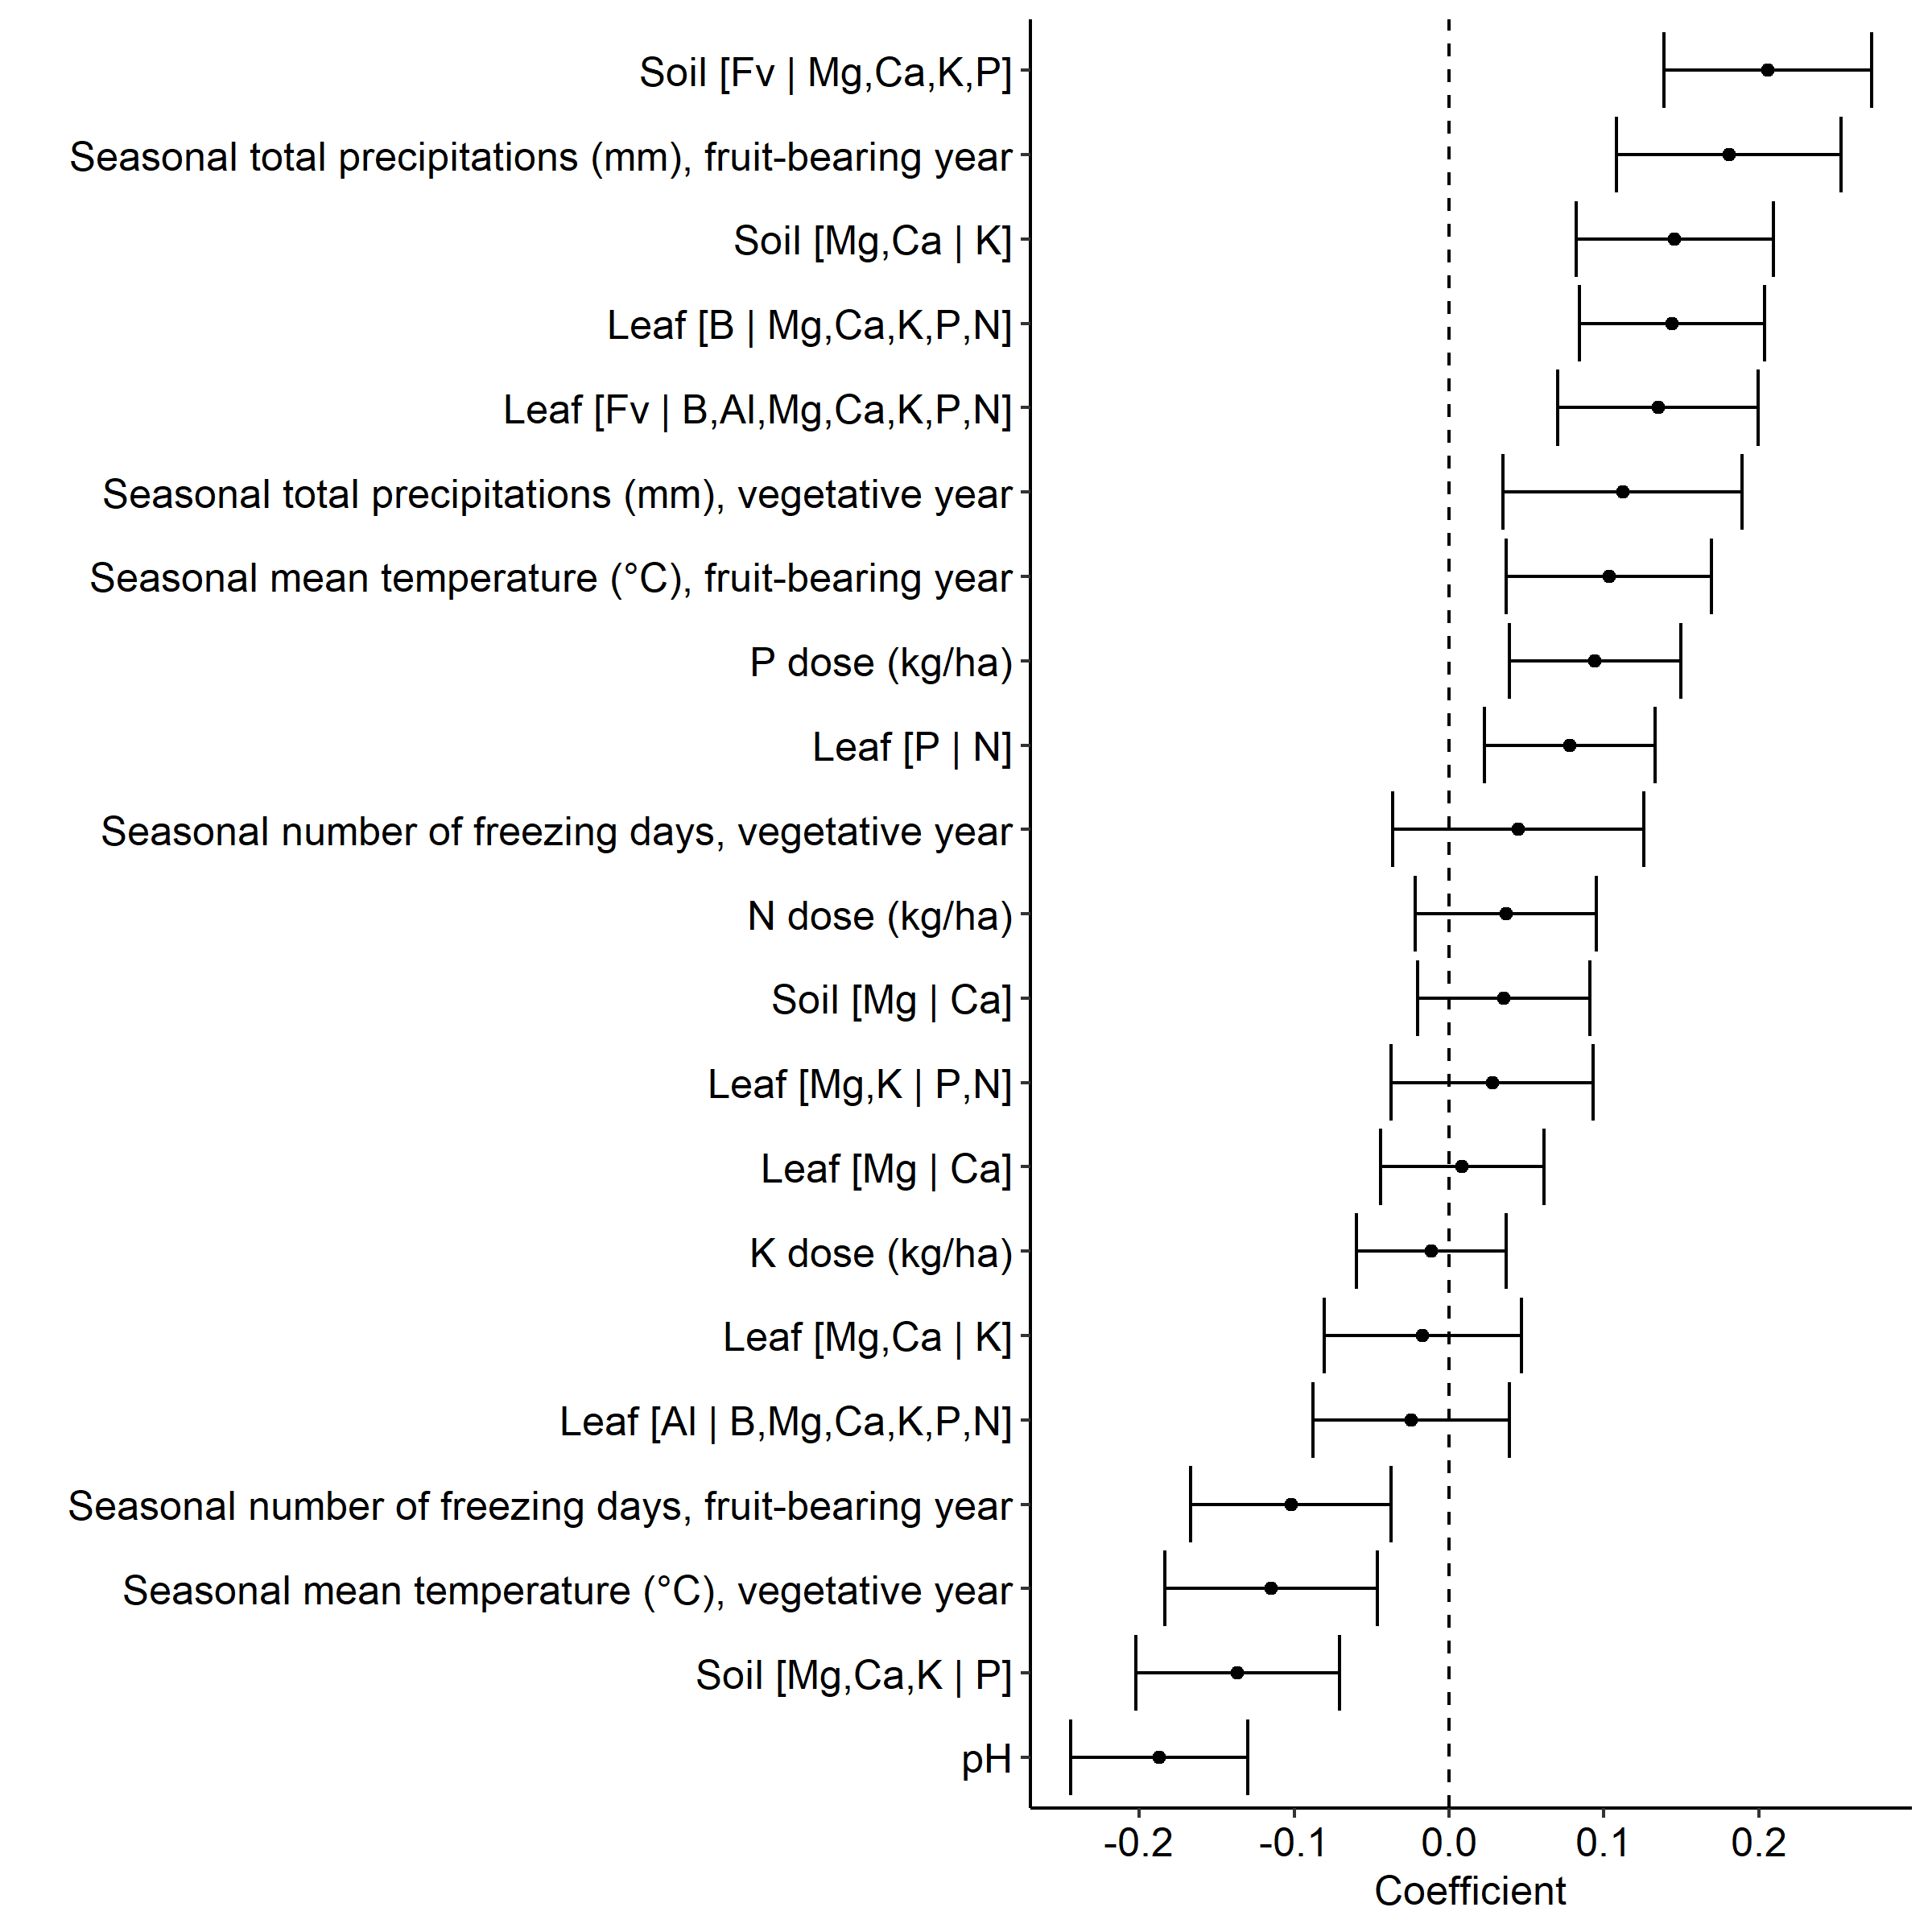 Soil [Fv | Mg,Ca,K,P]
Seasonal total precipitations (mm), fruit-bearing year
Soil [Mg,Ca | K]
Leaf [B | Mg,Ca,K,P,N]
Leaf [Fv | B,Al,Mg,Ca,K,P,N]
Seasonal total precipitations (mm), vegetative year
Seasonal mean temperature (°C), fruit-bearing year
P dose (kg/ha)
Leaf [P | N]
Seasonal number of freezing days, vegetative year
N dose (kg/ha)
Soil [Mg | Ca]
Leaf [Mg,K | P,N]
Leaf [Mg | Ca]
K dose (kg/ha)
Leaf [Mg,Ca | K]
Leaf [Al | B,Mg,Ca,K,P,N]
Seasonal number of freezing days, fruit-bearing year
Seasonal mean temperature (°C), vegetative year
Soil [Mg,Ca,K | P]
pH
-0.2 -0.1 0.0 0.1 0.2
Coefficient